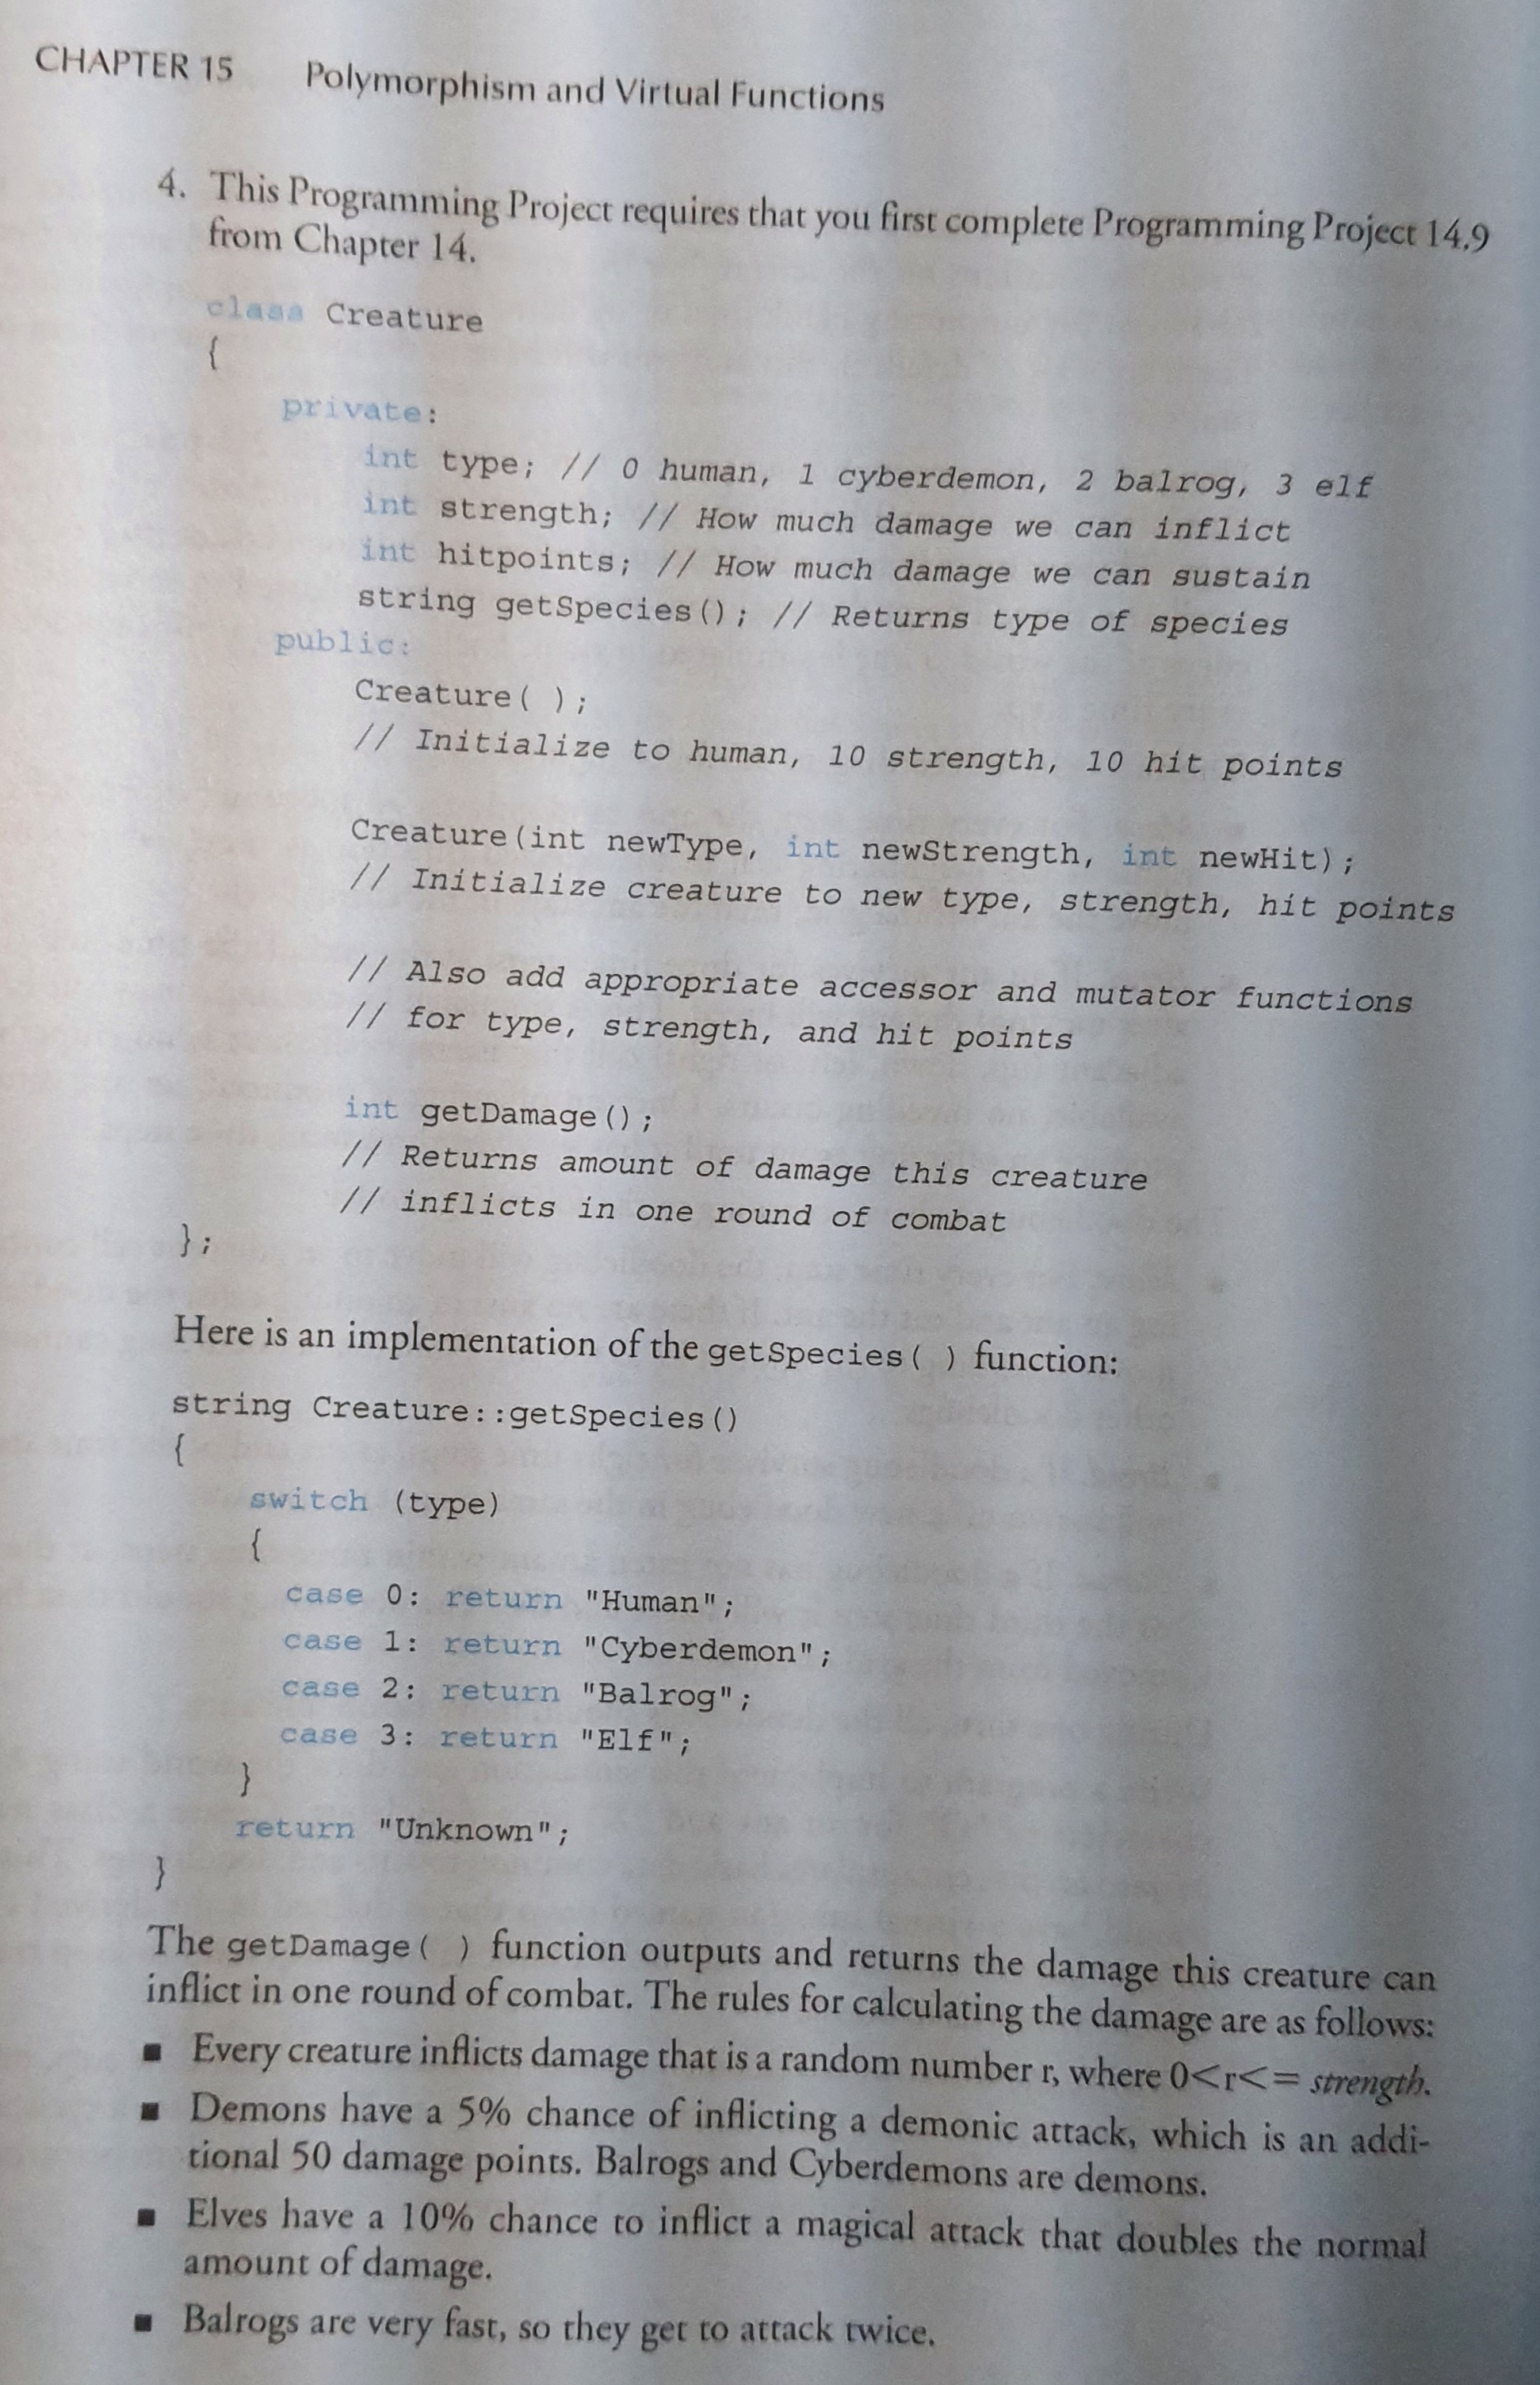 CHAPTER 15 Polymorphism and Virtual Functions
4. This Programming Project requires that you first complete Programming Project 14.9
from Chapter 14.
class Creature
{
private:
int type; // 0 human, 1 cyberdemon, 2 balrog, 3 elf
int strength; // How much damage we can inflict
int hitpoints; // How much damage we can sustain
string getSpecies(); // Returns type of species
public:
Creature( );
// Initialize to human, 10 strength, 10 hit points
Creature(int newType, int newStrength, int newHit);
// Initialize creature to new type, strength, hit points
// Also add appropriate accessor and mutator functions
// for type, strength, and hit points
int getDamage();
// Returns amount of damage this creature
// inflicts in one round of combat
};
Here is an implementation of the getSpecies( ) function:
string Creature::getSpecies()
{
switch (type)
{
case 0: return "Human";
case 1: return "Cyberdemon";
case 2: return "Balrog";
case 3: return "Elf";
}
return "Unknown";
}
The getDamage( ) function outputs and returns the damage this creature can
inflict in one round of combat. The rules for calculating the damage are as follows:
■ Every creature inflicts damage that is a random number r, where 0<r<= strength.
■ Demons have a 5% chance of inflicting a demonic attack, which is an addi-
tional 50 damage points. Balrogs and Cyberdemons are demons.
■ Elves have a 10% chance to inflict a magical attack that doubles the normal
amount of damage.
■ Balrogs are very fast, so they get to attack twice.